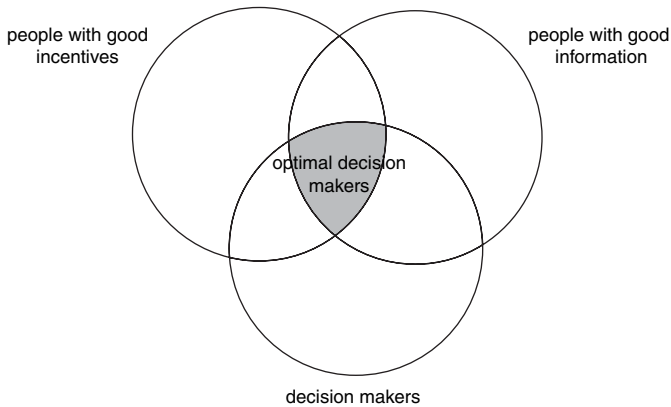 people with good
incentives
people with good
information
optimal decision
makers
decision makers